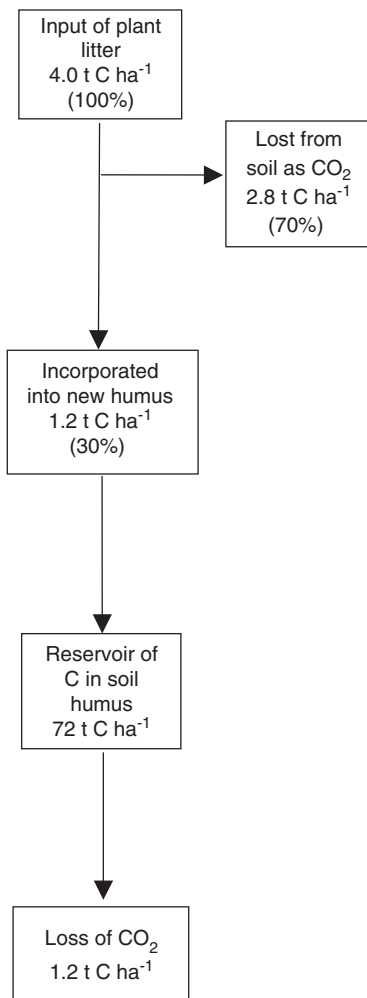 Input of plant
litter
4.0 t C ha⁻¹
(100%)
Lost from
soil as CO₂
2.8 t C ha⁻¹
(70%)
Incorporated
into new humus
1.2 t C ha⁻¹
(30%)
Reservoir of
C in soil
humus
72 t C ha⁻¹
Loss of CO₂
1.2 t C ha⁻¹